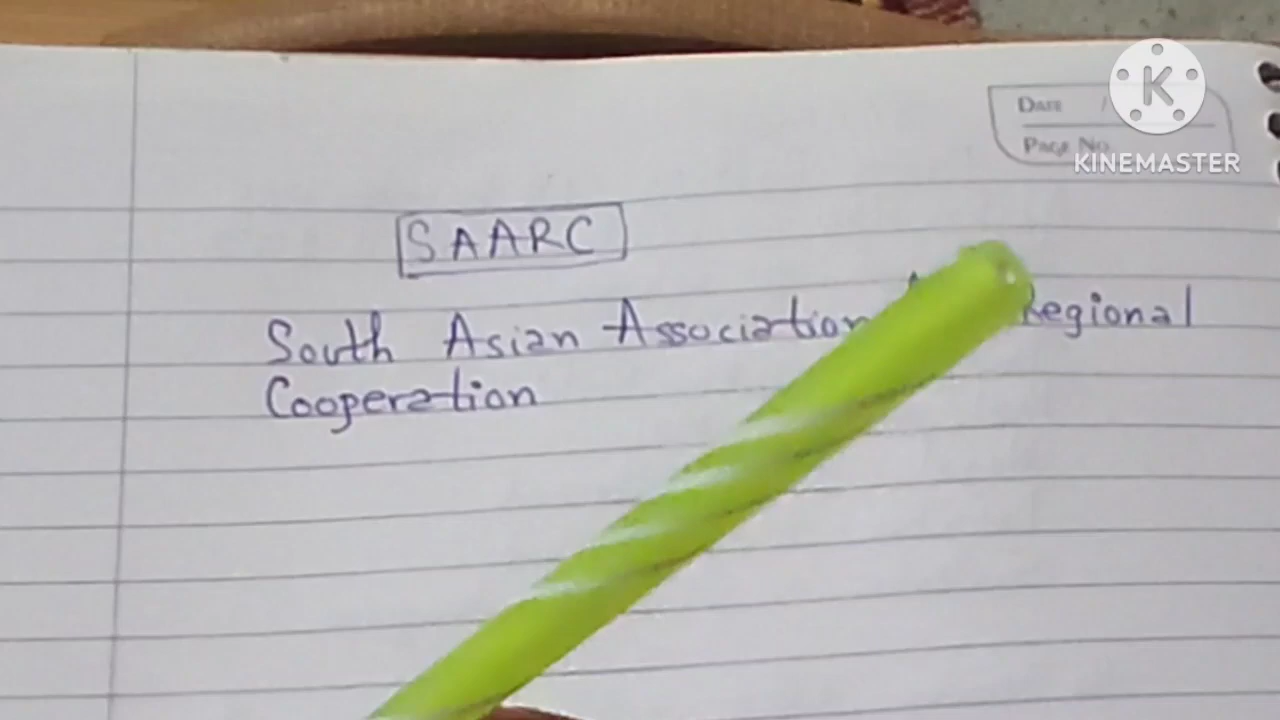 DATE /
PAGE No
KINEMASTER
SAARC
South Asian Association Regional
Cooperation